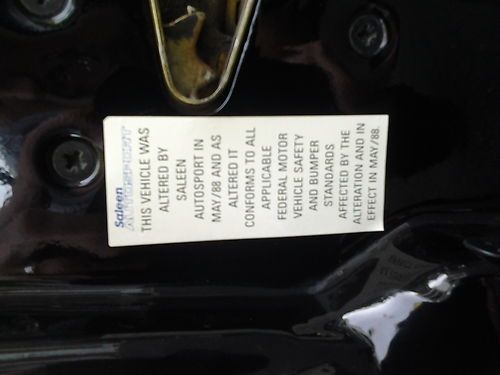 Saleen
AUTOSPORT
THIS VEHICLE WAS
ALTERED BY
SALEEN
AUTOSPORT IN
MAY/88 AND AS
ALTERED IT
CONFORMS TO ALL
APPLICABLE
FEDERAL MOTOR
VEHICLE SAFETY
AND BUMPER
STANDARDS
AFFECTED BY THE
ALTERATION AND IN
EFFECT IN MAY/88.